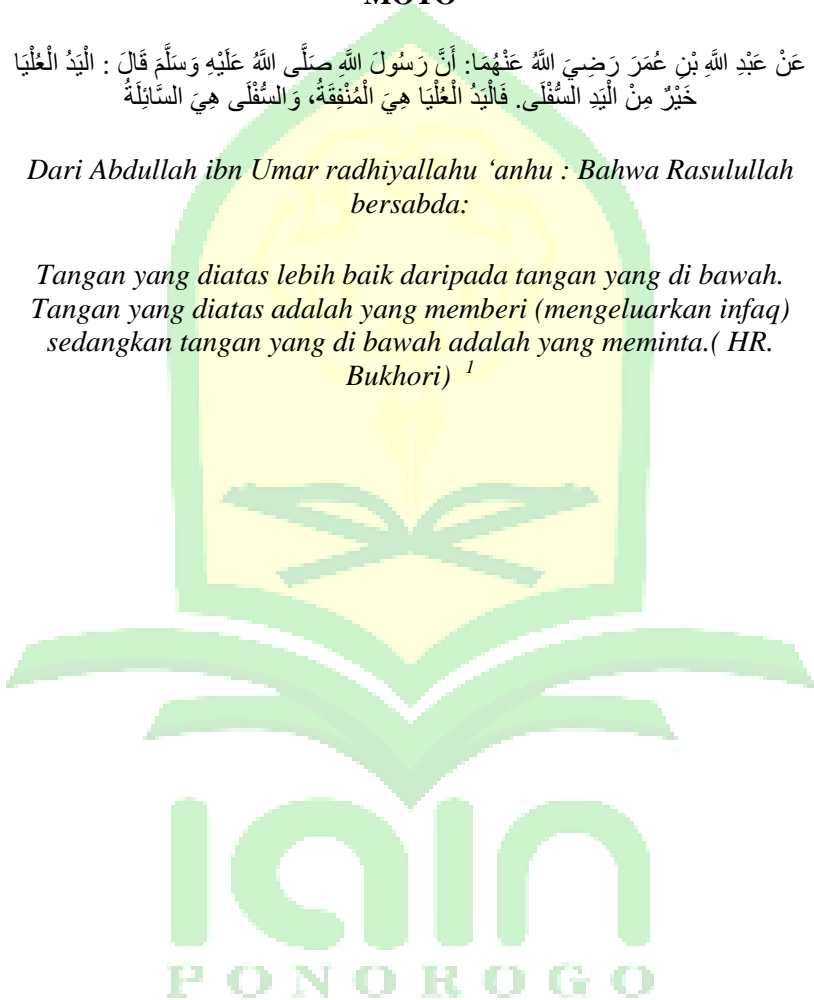 MOTO
عَنْ عَبْدِ اللَّهِ بْنِ عُمَرَ رَضِيَ اللَّهُ عَنْهُمَا: أَنَّ رَسُولَ اللَّهِ صَلَّى اللَّهُ عَلَيْهِ وَسَلَّمَ قَالَ : الْيَدُ الْعُلْيَا
خَيْرٌ مِنْ الْيَدِ السُّفْلَى. فَالْيَدُ الْعُلْيَا هِيَ الْمُنْفِقَةُ، وَالسُّفْلَى هِيَ السَّائِلَةُ
Dari Abdullah ibn Umar radhiyallahu ‘anhu : Bahwa Rasulullah
bersabda:
Tangan yang diatas lebih baik daripada tangan yang di bawah.
Tangan yang diatas adalah yang memberi (mengeluarkan infaq)
sedangkan tangan yang di bawah adalah yang meminta.( HR.
Bukhori) 1
iain
PONOROGO